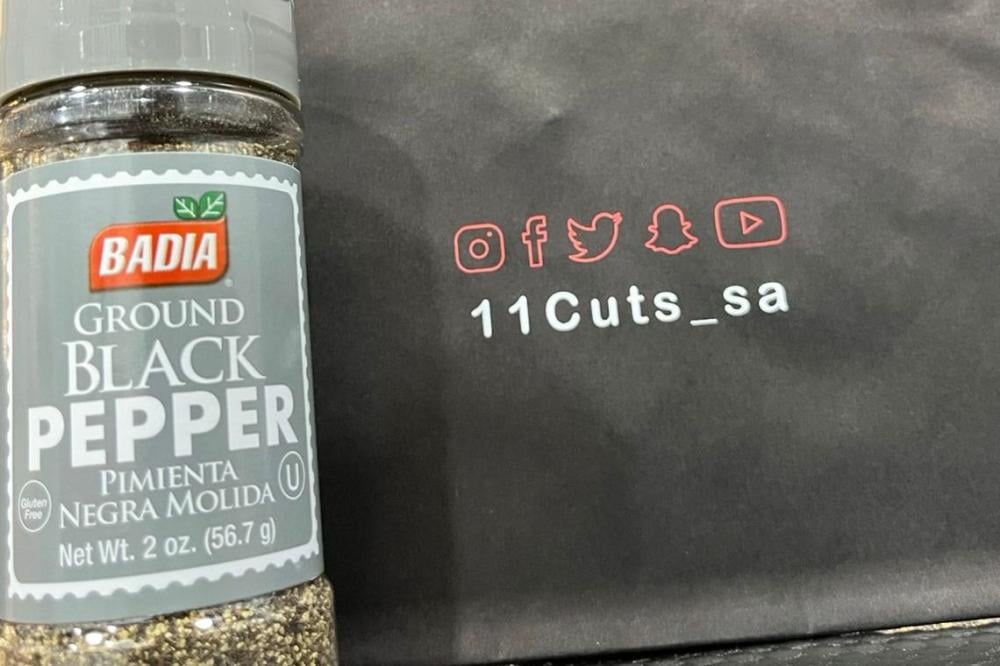 BADIA
GROUND
BLACK
PEPPER
PIMIENTA
NEGRA MOLIDA
Gluten
Free
U
Net Wt. 2 oz. (56.7 g)
11Cuts_sa